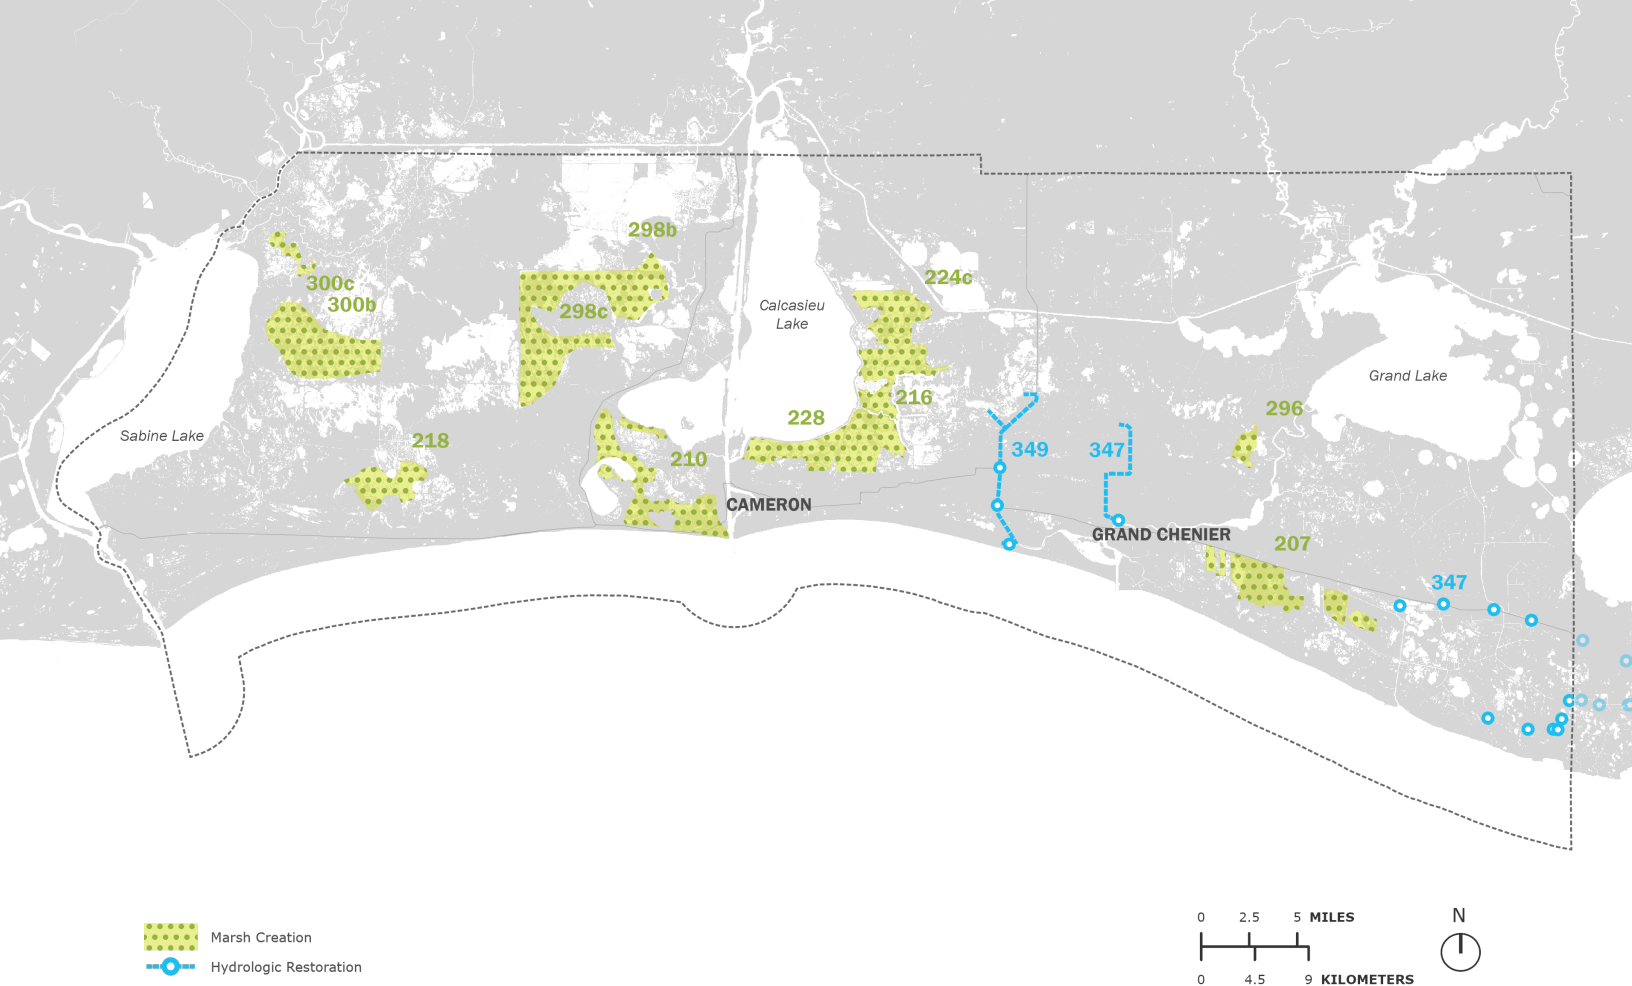 298b
224c
300c
300b
298c
Calcasieu
Lake
Grand Lake
216
296
228
Sabine Lake
218
349
347
210
CAMERON
GRAND CHENIER
207
347
Marsh Creation
Hydrologic Restoration
0 2.5 5 MILES
0 4.5 9 KILOMETERS
N